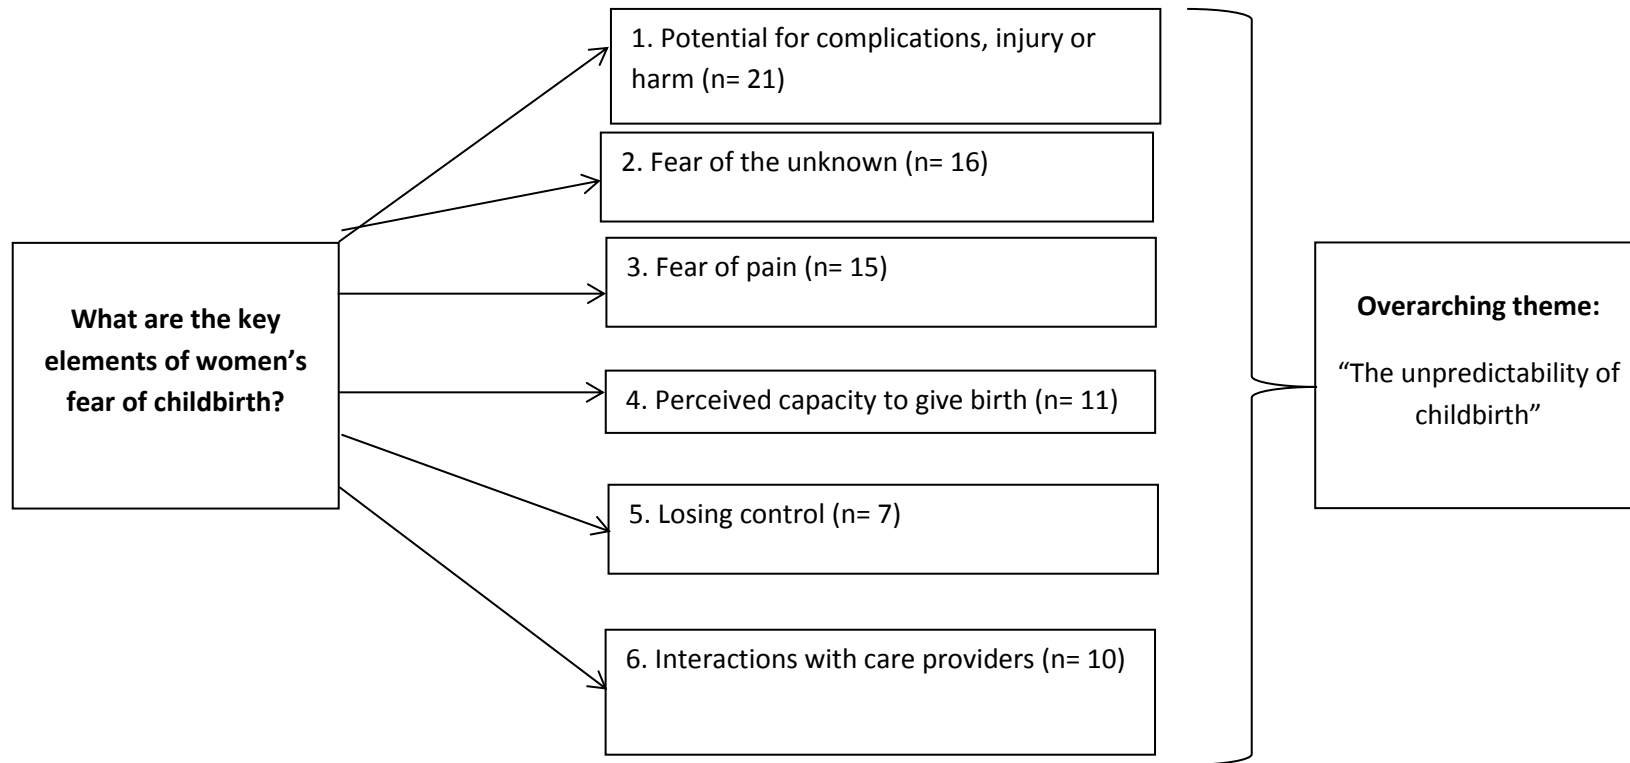 What are the key
elements of women’s
fear of childbirth?
1. Potential for complications, injury or
harm (n= 21)
2. Fear of the unknown (n= 16)
3. Fear of pain (n= 15)
4. Perceived capacity to give birth (n= 11)
5. Losing control (n= 7)
6. Interactions with care providers (n= 10)
Overarching theme:
“The unpredictability of
childbirth”